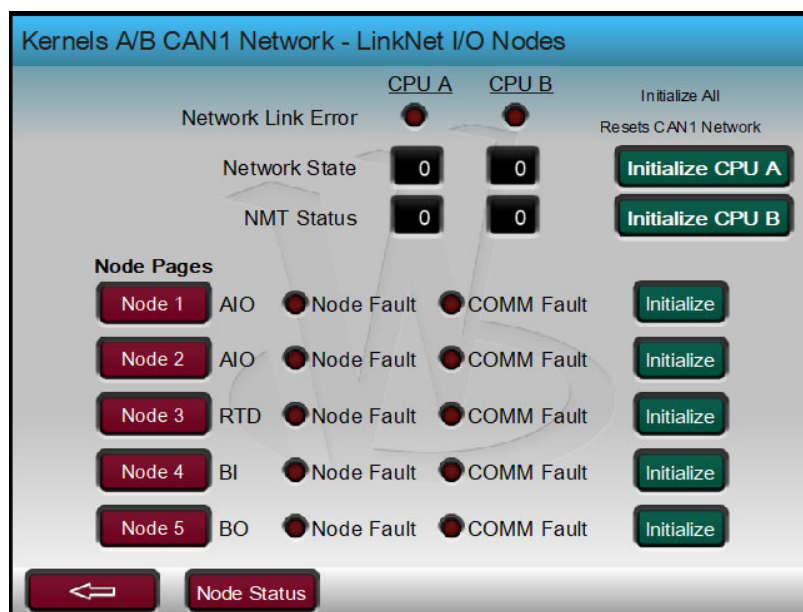 Kernels A/B CAN1 Network - LinkNet I/O Nodes
CPU A CPU B
Initialize All
Network Link Error
Resets CAN1 Network
Network State 0 0 Initialize CPU A
NMT Status 0 0 Initialize CPU B
Node Pages
Node 1 AIO Node Fault COMM Fault Initialize
Node 2 AIO Node Fault COMM Fault Initialize
Node 3 RTD Node Fault COMM Fault Initialize
Node 4 BI Node Fault COMM Fault Initialize
Node 5 BO Node Fault COMM Fault Initialize
Node Status